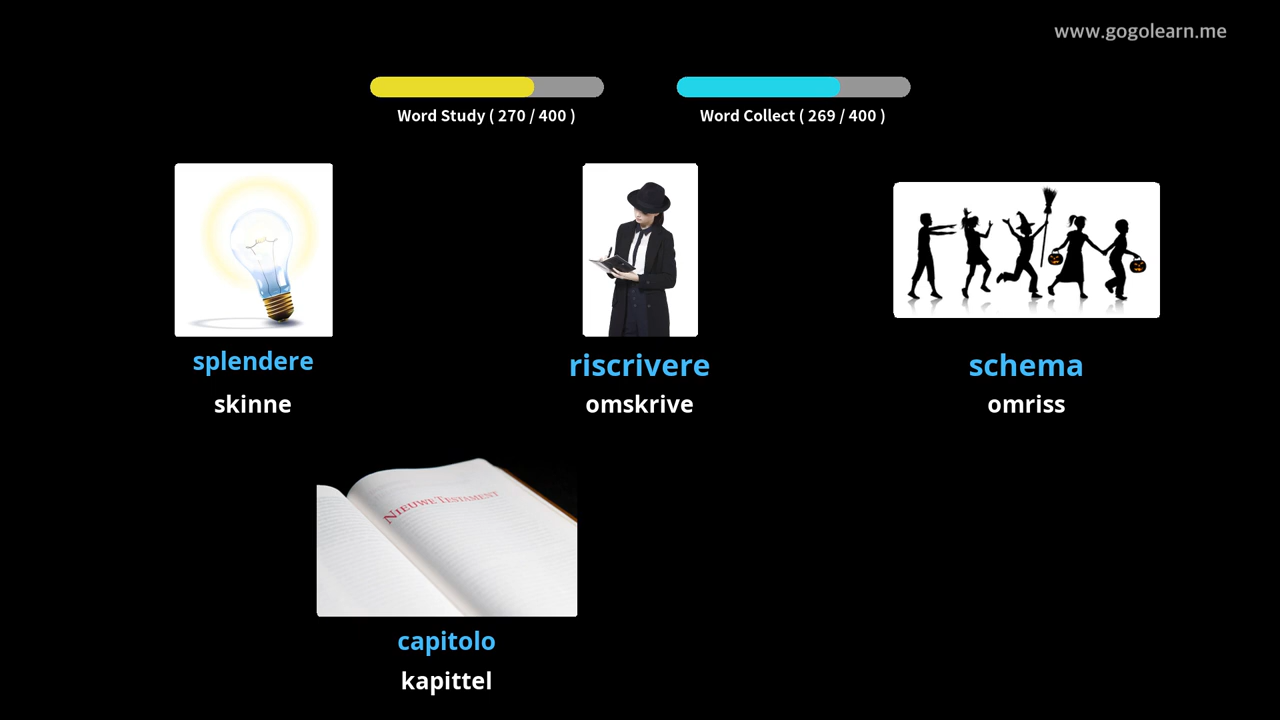 www.gogolearn.me
Word Study ( 270 / 400 )
Word Collect ( 269 / 400 )
splendere
skinne
riscrivere
omskrive
schema
omriss
NIEUWE TESTAMENT
capitolo
kapittel